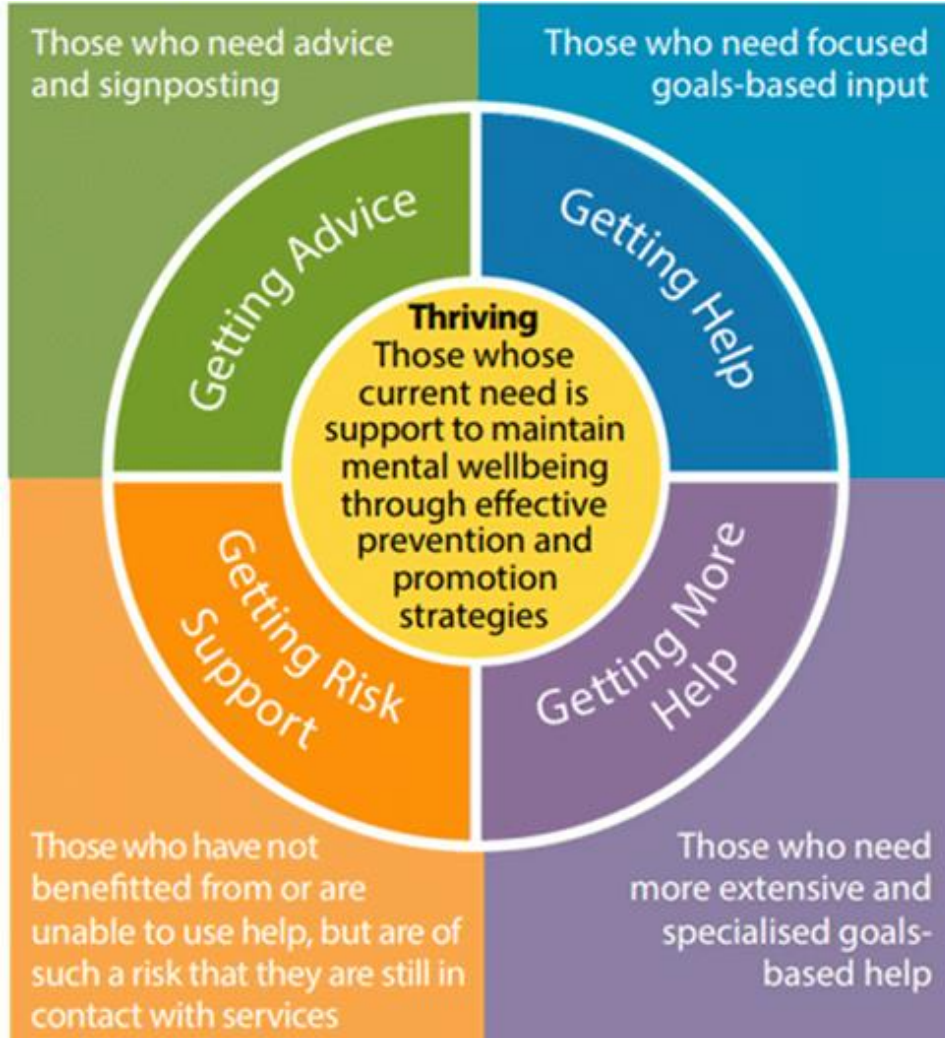 Those who need advice
and signposting
Those who need focused
goals-based input
Getting Advice
Getting Help
Thriving
Those whose
current need is
support to maintain
mental wellbeing
through effective
prevention and
promotion
strategies
Getting Risk
Support
Getting More
Help
Those who have not
benefitted from or are
unable to use help, but are of
such a risk that they are still in
contact with services
Those who need
more extensive and
specialised goals-
based help